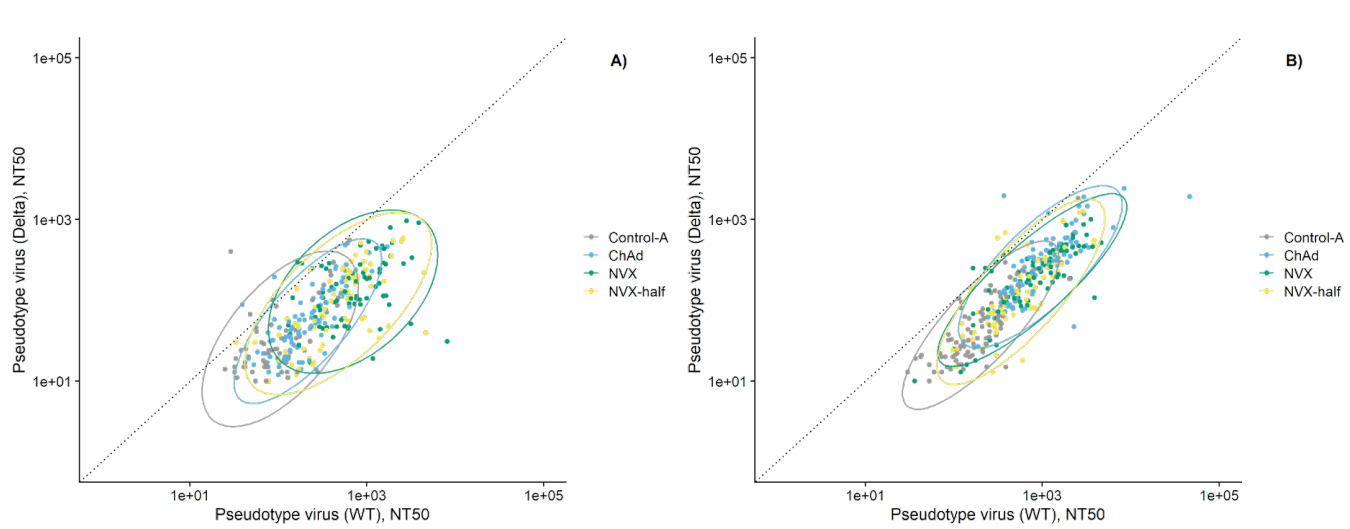 A)
1e+05
1e+03
1e+01
Pseudotype virus (Delta), NT50
1e+01
1e+03
1e+05
Pseudotype virus (WT), NT50
Control-A
ChAd
NVX
NVX-half
B)
1e+05
1e+03
1e+01
Pseudotype virus (Delta), NT50
1e+01
1e+03
1e+05
Pseudotype virus (WT), NT50
Control-A
ChAd
NVX
NVX-half